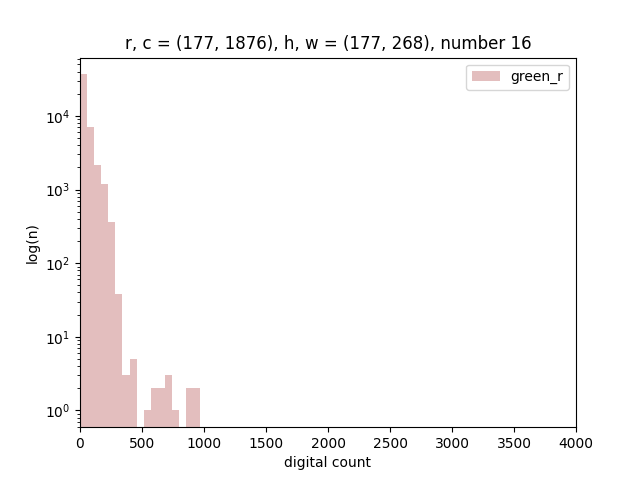 r, c = (177, 1876), h, w = (177, 268), number 16
green_r
10⁴
10³
10²
10¹
10⁰
log(n)
0 500 1000 1500 2000 2500 3000 3500 4000
digital count